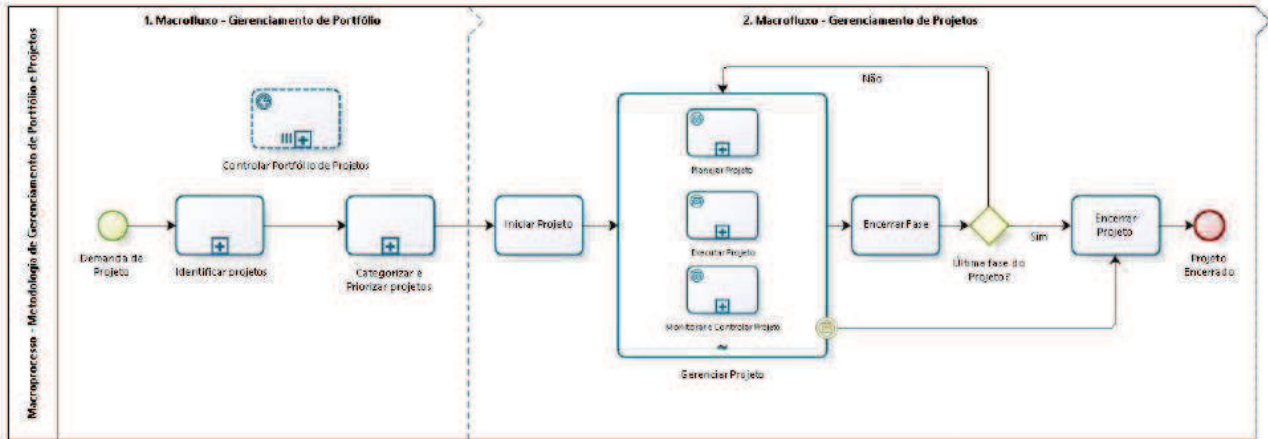 Macroprocesso - Metodologia de Gerenciamento de Portfólio e Projetos
1. Macrofluxo - Gerenciamento de Portfólio
2. Macrofluxo - Gerenciamento de Projetos
Não
Controlar Portfólio de Projetos
Planejar Projeto
Demanda de
Projeto
Identificar projetos
Categorizar e
Priorizar projetos
Iniciar Projeto
Executar Projeto
Monitorar e Controlar Projeto
Gerenciar Projeto
Encerrar Fase
Última fase do
Projeto?
Sim
Encerrar
Projeto
Projeto
Encerrado